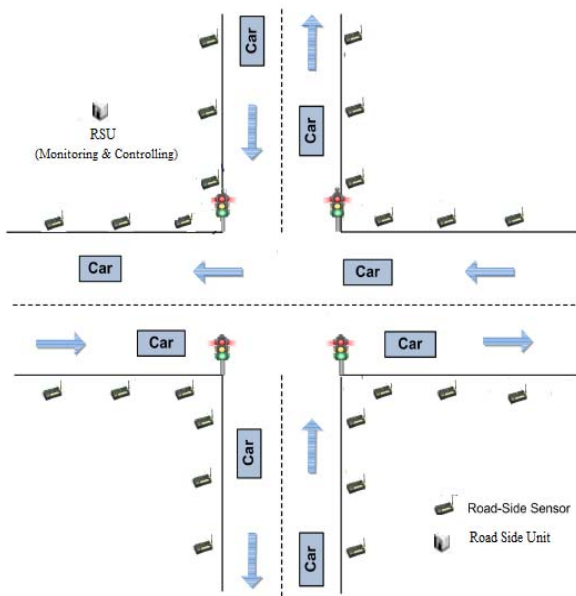 Car
Car
RSU
(Monitoring & Controlling)
Car
Car
Car
Car
Car
Car
Road-Side Sensor
Road Side Unit